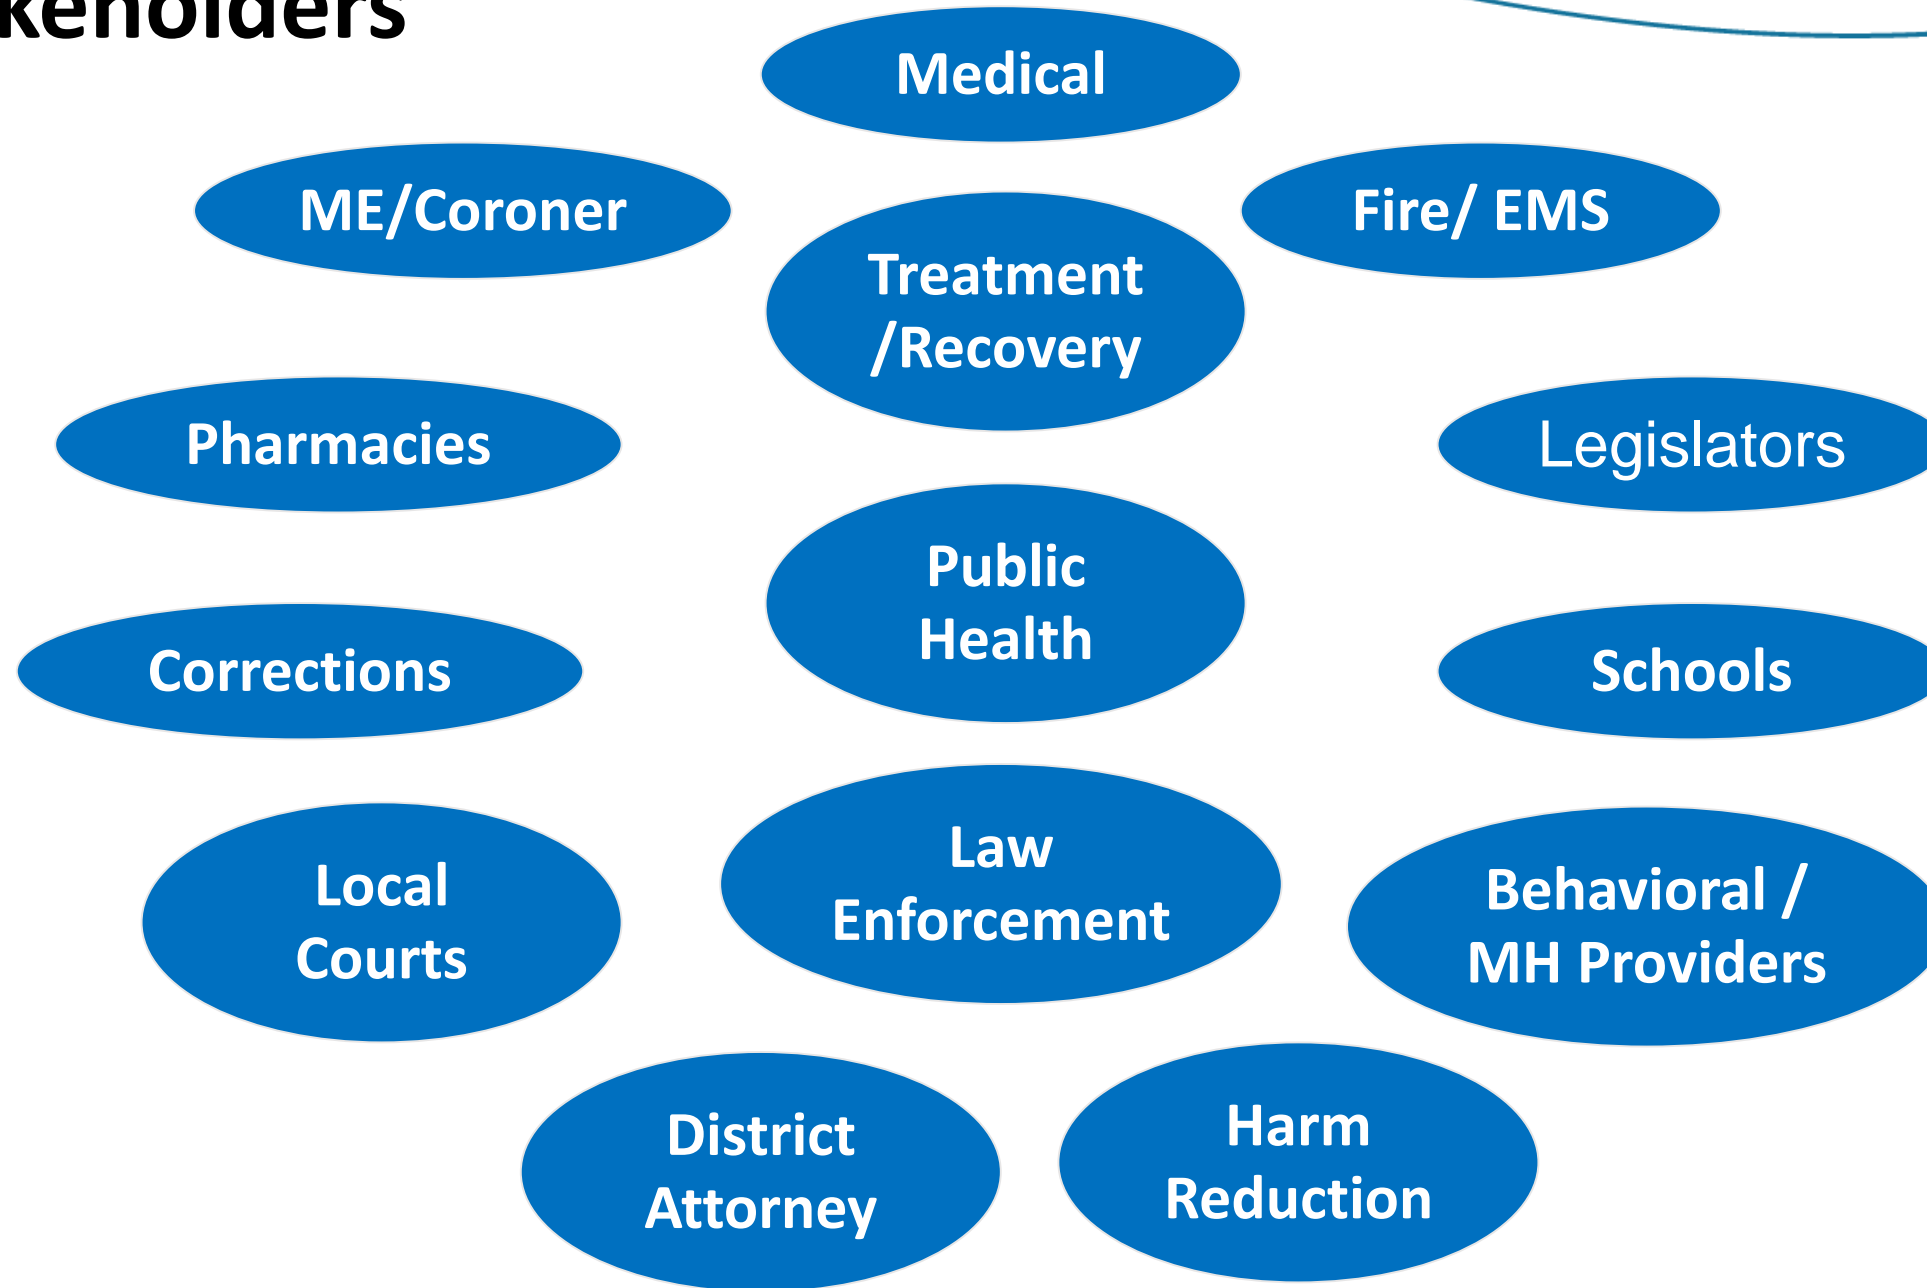 keholders
Medical
ME/Coroner
Fire/ EMS
Treatment
/Recovery
Pharmacies
Legislators
Public
Health
Corrections
Schools
Local
Courts
Law
Enforcement
Behavioral /
MH Providers
District
Attorney
Harm
Reduction